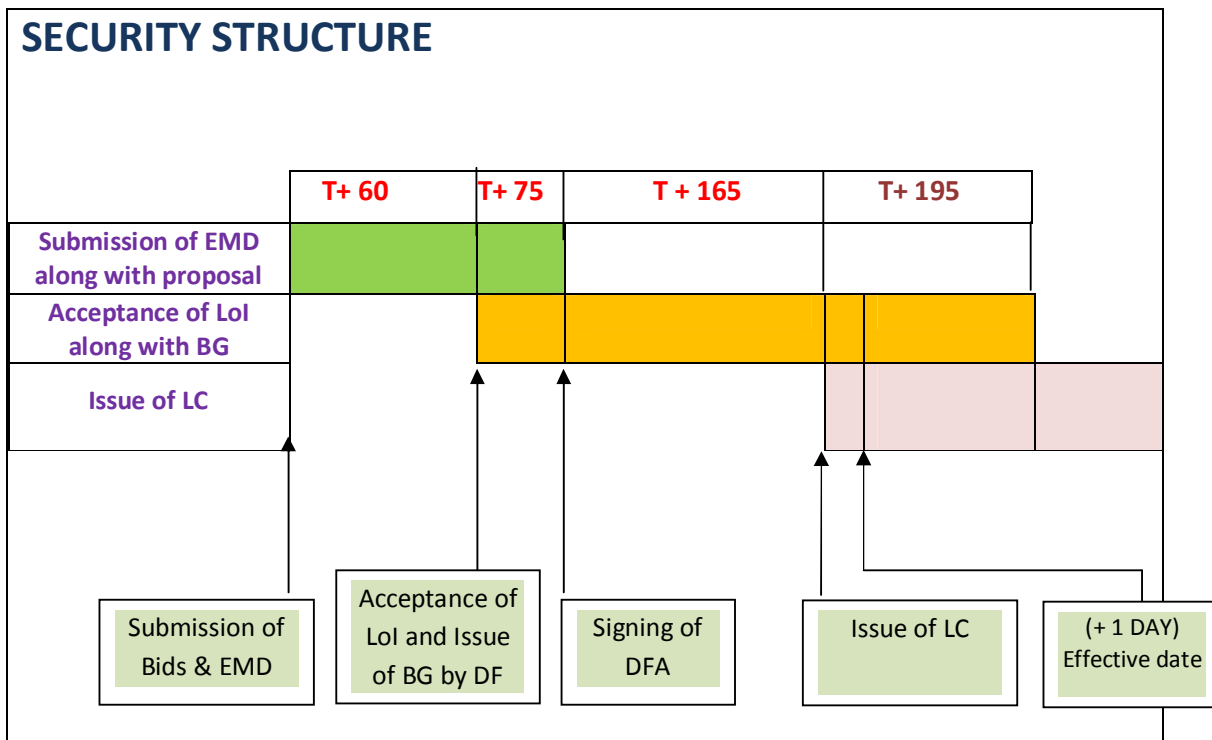 SECURITY STRUCTURE
T+ 60
T+ 75
T + 165
T+ 195
Submission of EMD
along with proposal
Acceptance of LoI
along with BG
Issue of LC
Submission of
Bids & EMD
Acceptance of
LoI and Issue
of BG by DF
Signing of
DFA
Issue of LC
(+ 1 DAY)
Effective date